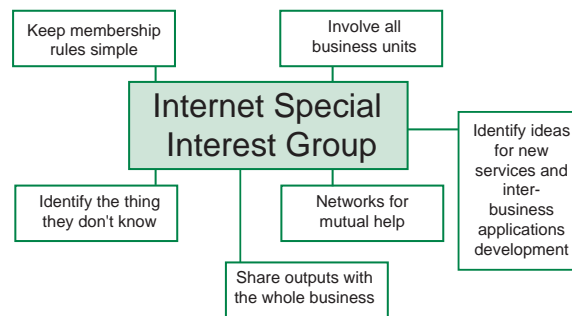 Keep membership
rules simple
Involve all
business units
Internet Special
Interest Group
Identify ideas
for new
services and
inter-
business
applications
development
Identify the thing
they don't know
Networks for
mutual help
Share outputs with
the whole business